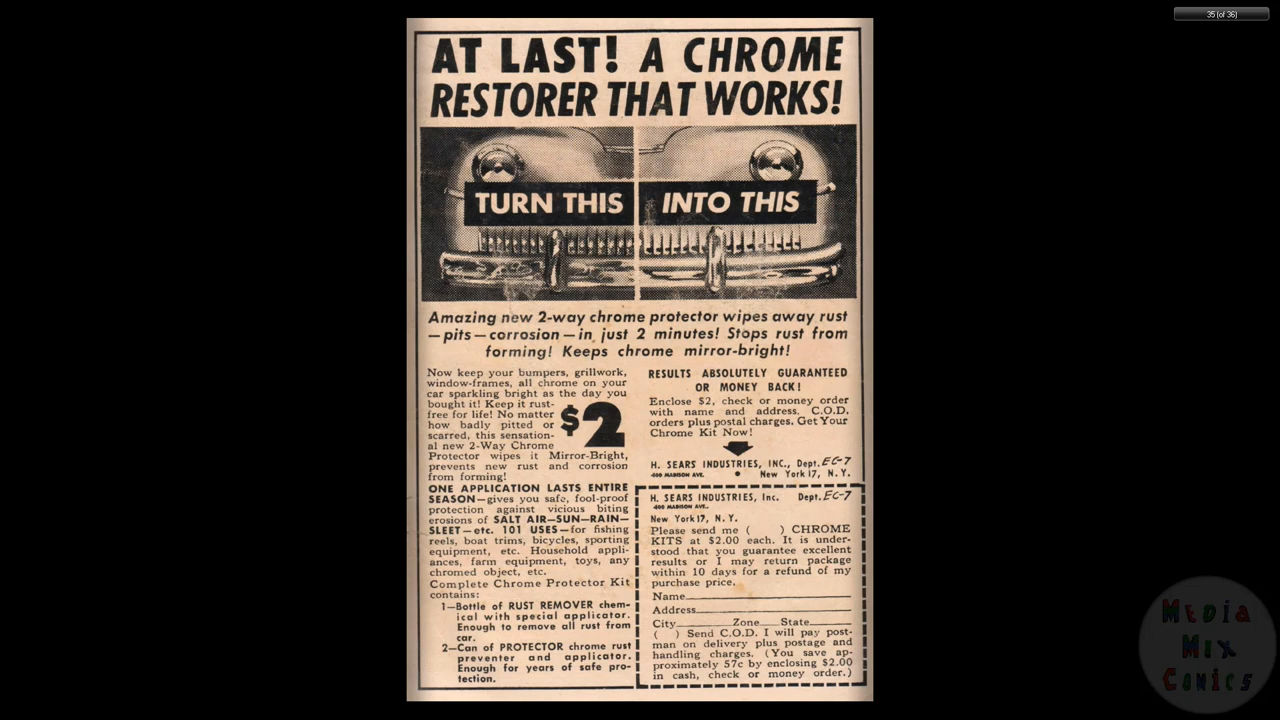 35 (of 36)
AT LAST! A CHROME
RESTORER THAT WORKS!
TURN THIS
INTO THIS
Amazing new 2-way chrome protector wipes away rust
—pits—corrosion—in just 2 minutes! Stops rust from
forming! Keeps chrome mirror-bright!
Now keep your bumpers, grillwork,
window-frames, all chrome on your
car sparkling bright as the day you
bought it! Keep it rust-
free for life! No matter
how badly pitted or
scarred, this sensation-
al new 2-Way Chrome
Protector wipes it Mirror-Bright,
prevents new rust and corrosion
from forming!
$2
ONE APPLICATION LASTS ENTIRE
SEASON—gives you safe, fool-proof
protection against vicious biting
erosions of SALT AIR—SUN—RAIN—
SLEET—etc. 101 USES—for fishing
reels, boat trims, bicycles, sporting
equipment, etc. Household appli-
ances, farm equipment, toys, any
chromed object, etc.
Complete Chrome Protector Kit
contains:
1—Bottle of RUST REMOVER chem-
ical with special applicator.
Enough to remove all rust from
car.
2—Can of PROTECTOR chrome rust
preventer and applicator.
Enough for years of safe pro-
tection.
RESULTS ABSOLUTELY GUARANTEED
OR MONEY BACK!
Enclose $2, check or money order
with name and address. C.O.D.
orders plus postal charges. Get Your
Chrome Kit Now!
H. SEARS INDUSTRIES, INC., Dept. EC-7
400 MADISON AVE. • New York 17, N. Y.
H. SEARS INDUSTRIES, Inc. Dept. EC-7
400 MADISON AVE.
New York 17, N. Y.
Please send me ( ) CHROME
KITS at $2.00 each. It is under-
stood that you guarantee excellent
results or I may return package
within 10 days for a refund of my
purchase price.
Name
Address
City Zone State
( ) Send C.O.D. I will pay post-
man on delivery plus postage and
handling charges. (You save ap-
proximately 57c by enclosing $2.00
in cash, check or money order.)
MEDIA
MIX
COMICS